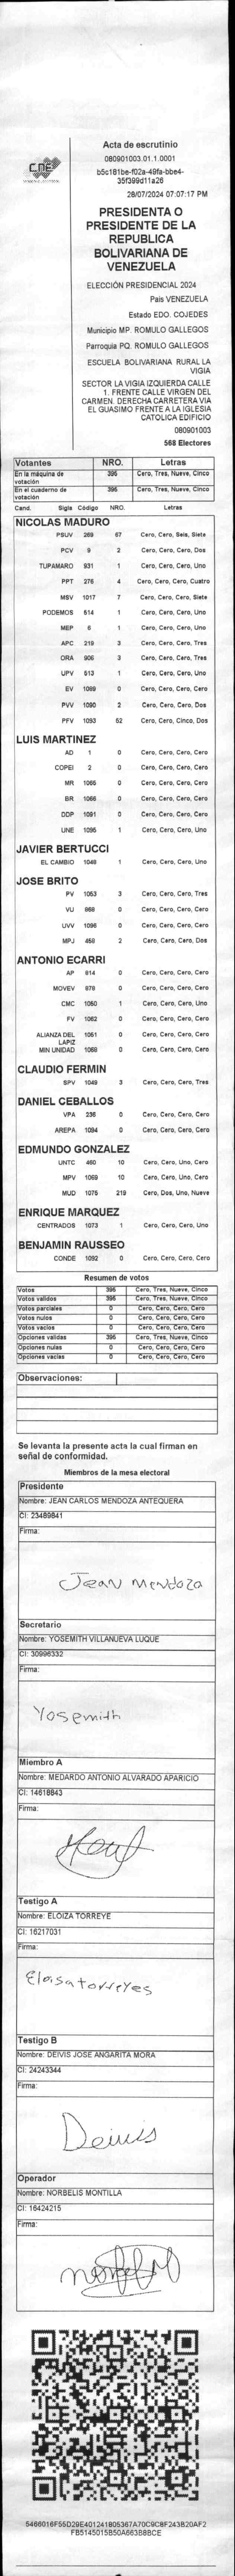 CNE
Acta de escrutinio
080901003.01.1.0001
b5c181be-f02a-49fa-bbe4-
35f399d11a26
28/07/2024 07:07:17 PM
PRESIDENTA O
PRESIDENTE DE LA
REPUBLICA
BOLIVARIANA DE
VENEZUELA
ELECCIÓN PRESIDENCIAL 2024
Pais VENEZUELA
Estado EDO. COJEDES
Municipio MP. ROMULO GALLEGOS
Parroquia PQ. ROMULO GALLEGOS
ESCUELA BOLIVARIANA RURAL LA
VIGIA
SECTOR LA VIGIA IZQUIERDA CALLE
1. FRENTE CALLE VIRGEN DEL
CARMEN. DERECHA CARRETERA VIA
EL GUASIMO FRENTE A LA IGLESIA
CATOLICA EDIFICIO
080901003
568 Electores
Votantes NRO. Letras
En la máquina de votación 395 Cero, Tres, Nueve, Cinco
En el cuaderno de votación 395 Cero, Tres, Nueve, Cinco
Cand. Sigla Código NRO. Letras
NICOLAS MADURO
PSUV 269 67 Cero, Cero, Seis, Siete
PCV 9 2 Cero, Cero, Cero, Dos
TUPAMARO 931 1 Cero, Cero, Cero, Uno
PPT 276 4 Cero, Cero, Cero, Cuatro
MSV 1017 7 Cero, Cero, Cero, Siete
PODEMOS 514 1 Cero, Cero, Cero, Uno
MEP 6 1 Cero, Cero, Cero, Uno
APC 219 3 Cero, Cero, Cero, Tres
ORA 906 3 Cero, Cero, Cero, Tres
UPV 513 1 Cero, Cero, Cero, Uno
EV 1089 0 Cero, Cero, Cero, Cero
PVV 1090 2 Cero, Cero, Cero, Dos
PFV 1093 52 Cero, Cero, Cinco, Dos
LUIS MARTINEZ
AD 1 0 Cero, Cero, Cero, Cero
COPEI 2 0 Cero, Cero, Cero, Cero
MR 1065 0 Cero, Cero, Cero, Cero
BR 1066 0 Cero, Cero, Cero, Cero
DDP 1091 0 Cero, Cero, Cero, Cero
UNE 1095 1 Cero, Cero, Cero, Uno
JAVIER BERTUCCI
EL CAMBIO 1048 1 Cero, Cero, Cero, Uno
JOSE BRITO
PV 1053 3 Cero, Cero, Cero, Tres
VU 868 0 Cero, Cero, Cero, Cero
UVV 1096 0 Cero, Cero, Cero, Cero
MPJ 458 2 Cero, Cero, Cero, Dos
ANTONIO ECARRI
AP 814 0 Cero, Cero, Cero, Cero
MOVEV 878 0 Cero, Cero, Cero, Cero
CMC 1050 1 Cero, Cero, Cero, Uno
FV 1062 0 Cero, Cero, Cero, Cero
ALIANZA DEL LAPIZ 1051 0 Cero, Cero, Cero, Cero
MIN UNIDAD 1068 0 Cero, Cero, Cero, Cero
CLAUDIO FERMIN
SPV 1049 3 Cero, Cero, Cero, Tres
DANIEL CEBALLOS
VPA 236 0 Cero, Cero, Cero, Cero
AREPA 1094 0 Cero, Cero, Cero, Cero
EDMUNDO GONZALEZ
UNTC 460 10 Cero, Cero, Uno, Cero
MPV 1069 10 Cero, Cero, Uno, Cero
MUD 1075 219 Cero, Dos, Uno, Nueve
ENRIQUE MARQUEZ
CENTRADOS 1073 1 Cero, Cero, Cero, Uno
BENJAMIN RAUSSEO
CONDE 1092 0 Cero, Cero, Cero, Cero
Resumen de votos
Votos 395 Cero, Tres, Nueve, Cinco
Votos validos 395 Cero, Tres, Nueve, Cinco
Votos parciales 0 Cero, Cero, Cero, Cero
Votos nulos 0 Cero, Cero, Cero, Cero
Votos vacios 0 Cero, Cero, Cero, Cero
Opciones validas 395 Cero, Tres, Nueve, Cinco
Opciones nulas 0 Cero, Cero, Cero, Cero
Opciones vacias 0 Cero, Cero, Cero, Cero
Observaciones:
Se levanta la presente acta la cual firman en
señal de conformidad.
Miembros de la mesa electoral
Presidente
Nombre: JEAN CARLOS MENDOZA ANTEQUERA
CI: 23489841
Firma:
Jean Mendoza
Secretario
Nombre: YOSEMITH VILLANUEVA LUQUE
CI: 30996332
Firma:
Yosemith
Miembro A
Nombre: MEDARDO ANTONIO ALVARADO APARICIO
CI: 14618843
Firma:
Testigo A
Nombre: ELOIZA TORREYE
CI: 16217031
Firma:
Eloisa torreyes
Testigo B
Nombre: DEIVIS JOSE ANGARITA MORA
CI: 24243344
Firma:
Deivis
Operador
Nombre: NORBELIS MONTILLA
CI: 16424215
Firma:
5466016F55D29E401241805367A70C9C8F243B20AF2
FB5145015B50A663B8BCE